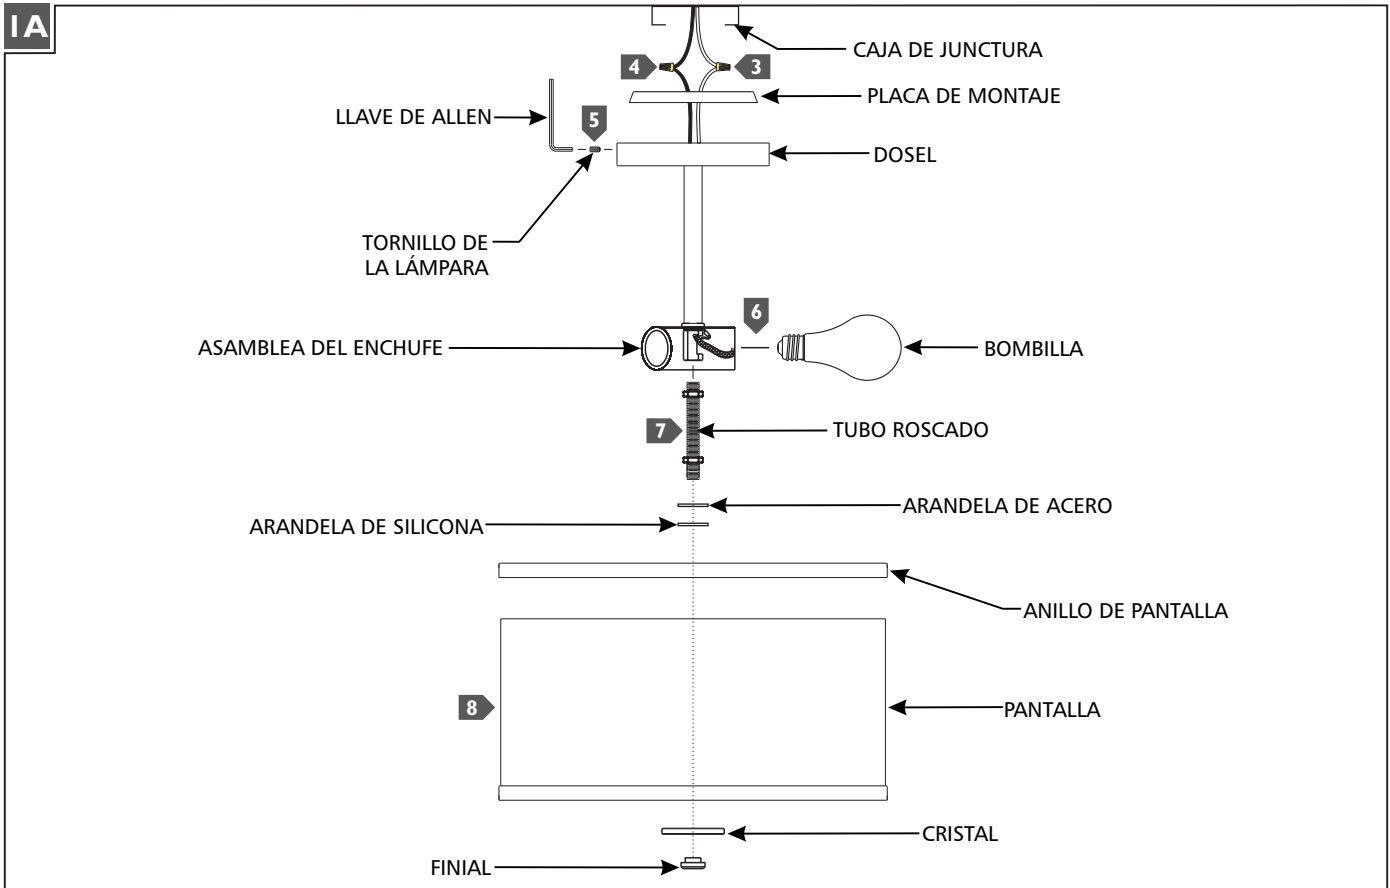 1A
CAJA DE JUNCTURA
4
3
PLACA DE MONTAJE
LLAVE DE ALLEN
5
DOSEL
TORNILLO DE
LA LÁMPARA
6
ASAMBLEA DEL ENCHUFE
BOMBILLA
7
TUBO ROSCADO
ARANDELA DE ACERO
ARANDELA DE SILICONA
ANILLO DE PANTALLA
8
PANTALLA
CRISTAL
FINIAL